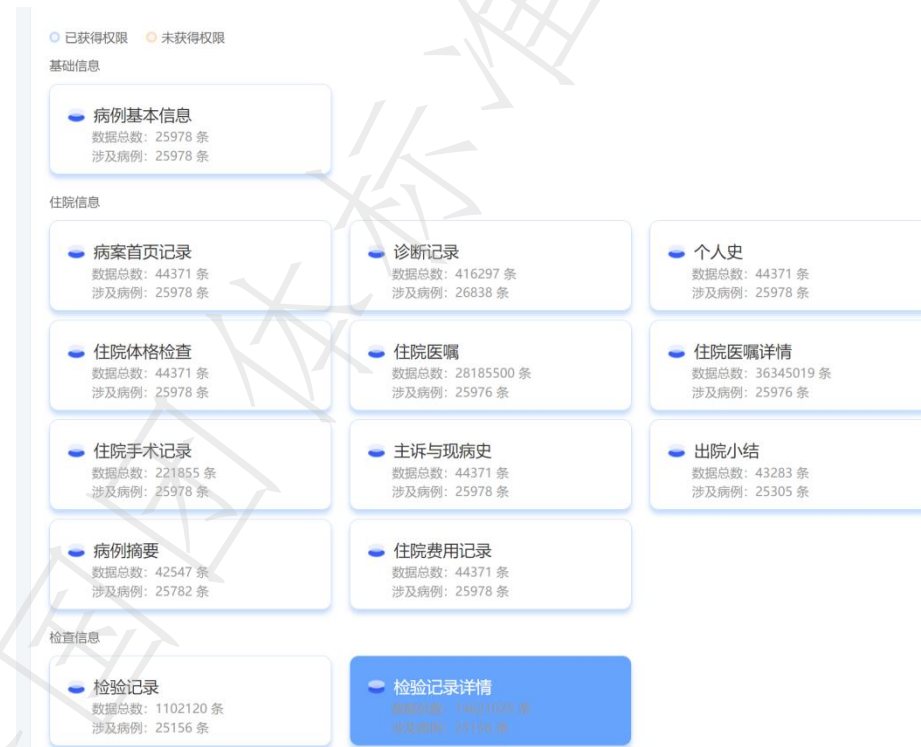 已获得权限 未获得权限
基础信息
病例基本信息
数据总数：25978 条
涉及病例：25978 条
住院信息
病案首页记录
数据总数：44371 条
涉及病例：25978 条
诊断记录
数据总数：416297 条
涉及病例：26838 条
个人史
数据总数：44371 条
涉及病例：25978 条
住院体格检查
数据总数：44371 条
涉及病例：25978 条
住院医嘱
数据总数：28185500 条
涉及病例：25976 条
住院医嘱详情
数据总数：36345019 条
涉及病例：25976 条
住院手术记录
数据总数：221855 条
涉及病例：25978 条
主诉与现病史
数据总数：44371 条
涉及病例：25978 条
出院小结
数据总数：43283 条
涉及病例：25305 条
病例摘要
数据总数：42547 条
涉及病例：25782 条
住院费用记录
数据总数：44371 条
涉及病例：25978 条
检查信息
检验记录
数据总数：1102120 条
涉及病例：25156 条
检验记录详情
国团体标准